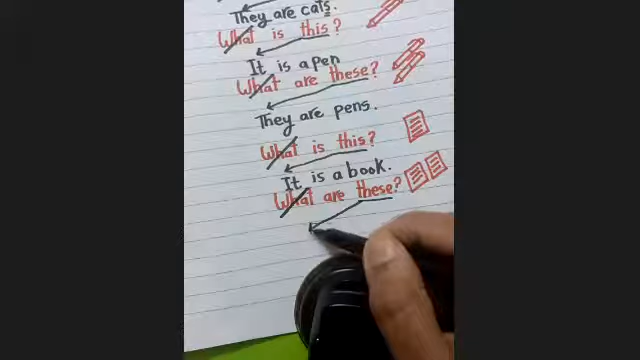 They are cats.
What is this?
It is a pen
What are these?
They are pens.
What is this?
It is a book.
What are these?